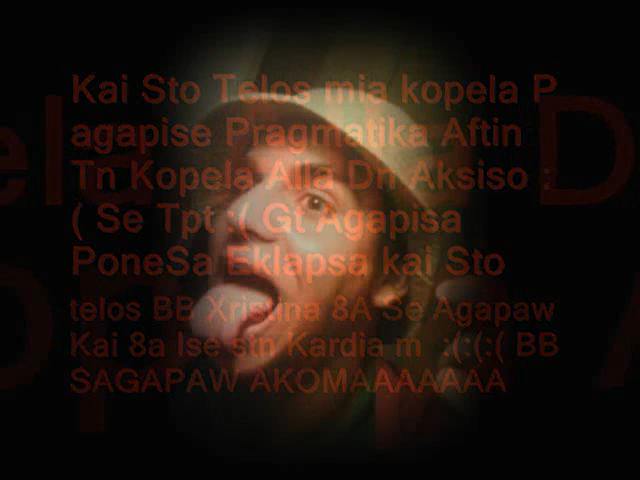 Kai Sto Telos mia kopela P
agapise Pragmatika Aftin
Tn Kopela Alla Dn Aksiso :
( Se Tpt :( Gt Agapisa
PoneSa Eklapsa kai Sto
telos BB Xristina 8A Se Agapaw
Kai 8a Ise stn Kardia m :(:(:( BB
SAGAPAW AKOMAAAAAAA